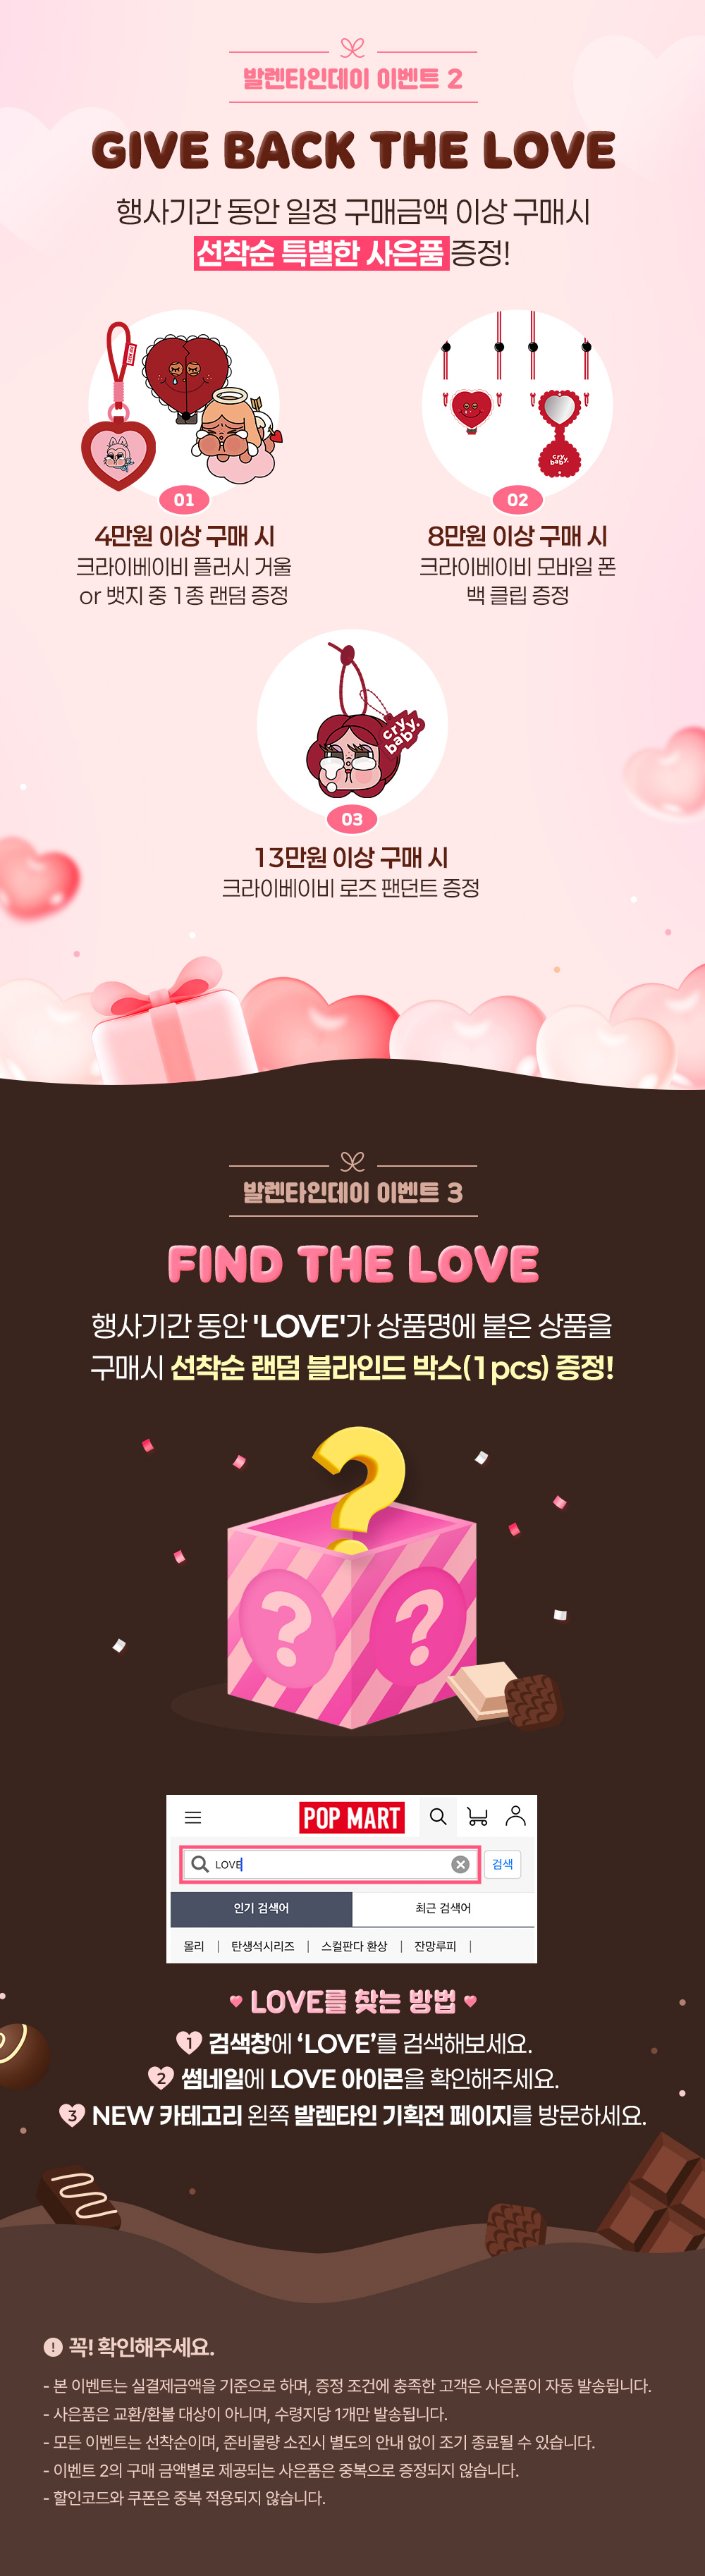 발렌타인데이 이벤트 2
GIVE BACK THE LOVE
행사기간 동안 일정 구매금액 이상 구매시
선착순 특별한 사은품 증정!
cry baby.
01
02
4만원 이상 구매 시
크라이베이비 플러시 거울
or 뱃지 중 1종 랜덤 증정
8만원 이상 구매 시
크라이베이비 모바일 폰
백 클립 증정
cry baby.
03
13만원 이상 구매 시
크라이베이비 로즈 팬던트 증정
발렌타인데이 이벤트 3
FIND THE LOVE
행사기간 동안 'LOVE'가 상품명에 붙은 상품을
구매시 선착순 랜덤 블라인드 박스(1pcs) 증정!
?
? ?
POP MART
LOVE 검색
인기 검색어 최근 검색어
몰리 | 탄생석시리즈 | 스컬판다 환상 | 잔망루피 |
LOVE를 찾는 방법
1 검색창에 ‘LOVE’를 검색해보세요.
2 썸네일에 LOVE 아이콘을 확인해주세요.
3 NEW 카테고리 왼쪽 발렌타인 기획전 페이지를 방문하세요.
! 꼭! 확인해주세요.
- 본 이벤트는 실결제금액을 기준으로 하며, 증정 조건에 충족한 고객은 사은품이 자동 발송됩니다.
- 사은품은 교환/환불 대상이 아니며, 수령지당 1개만 발송됩니다.
- 모든 이벤트는 선착순이며, 준비물량 소진시 별도의 안내 없이 조기 종료될 수 있습니다.
- 이벤트 2의 구매 금액별로 제공되는 사은품은 중복으로 증정되지 않습니다.
- 할인코드와 쿠폰은 중복 적용되지 않습니다.